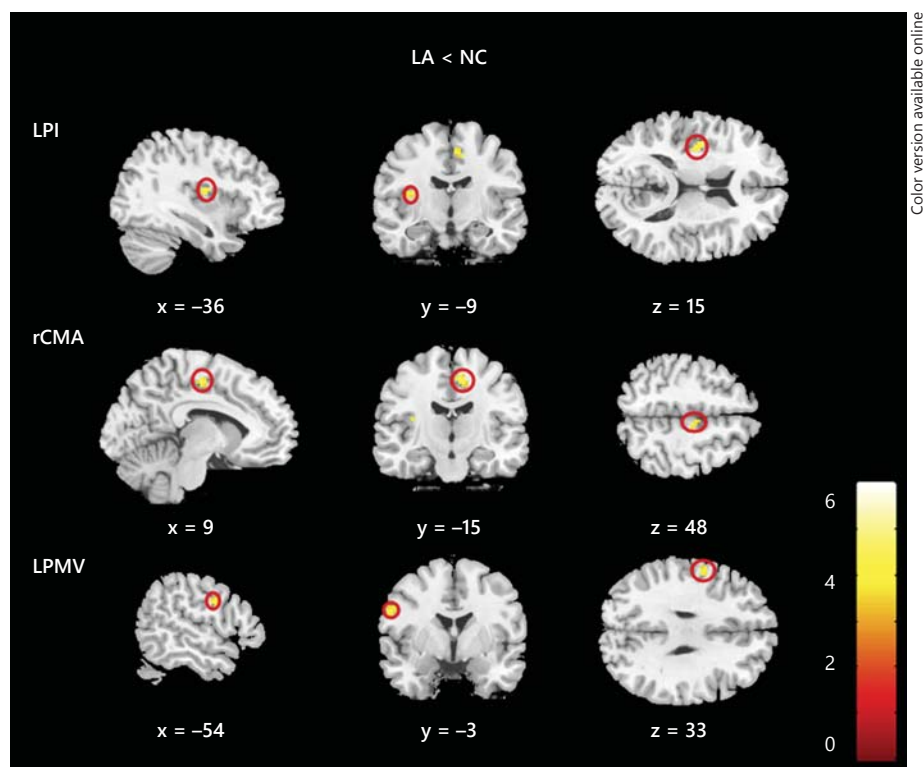 LA < NC
Color version available online
LPI
x = –36
y = –9
z = 15
rCMA
x = 9
y = –15
z = 48
LPMV
x = –54
y = –3
z = 33
6
4
2
0